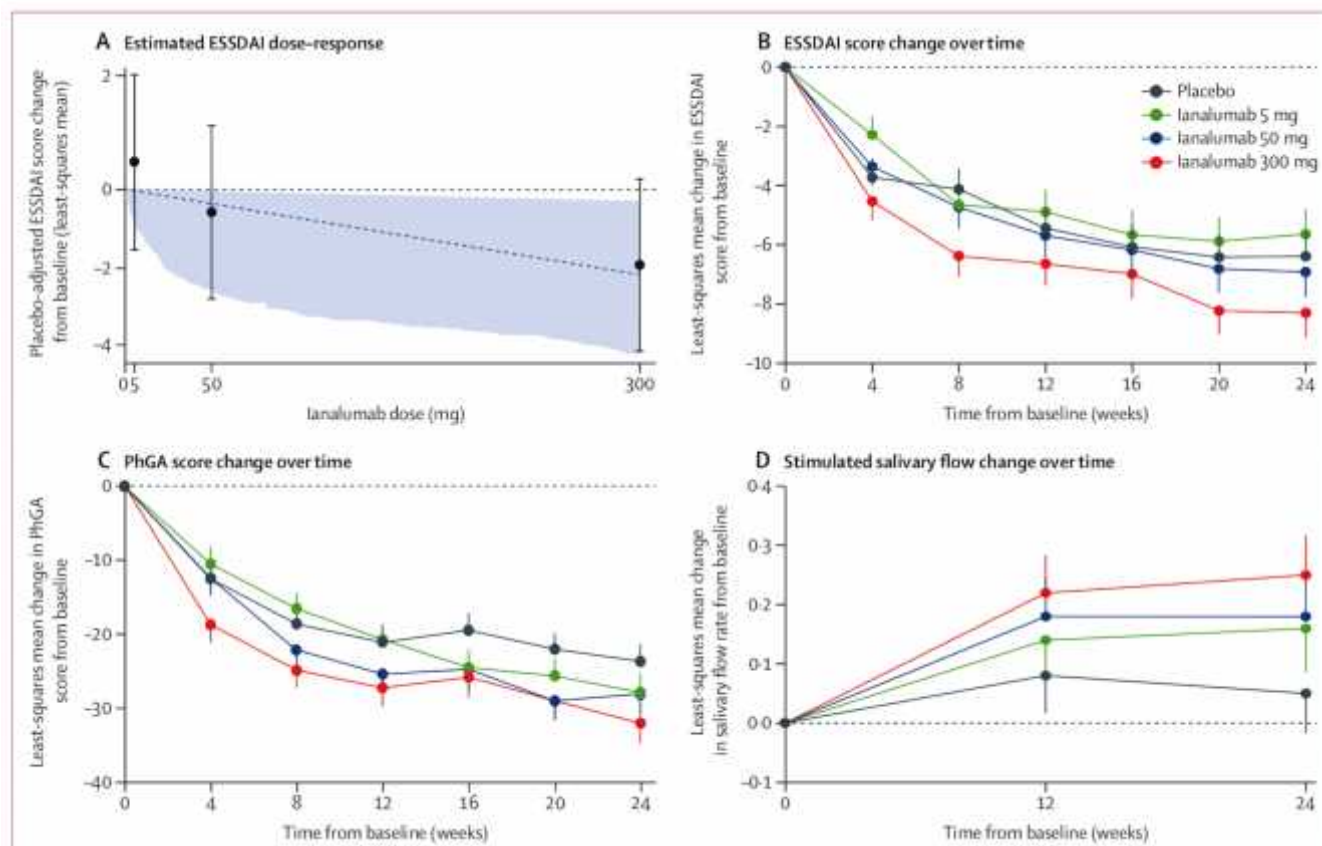 A Estimated ESSDAI dose–response
Placebo-adjusted ESSDAI score change
from baseline (least-squares mean)
2
0
–2
–4
0 5 50 300
Ianalumab dose (mg)
B ESSDAI score change over time
Least-squares mean change in ESSDAI
score from baseline
0
–2
–4
–6
–8
–10
Placebo
Ianalumab 5 mg
Ianalumab 50 mg
Ianalumab 300 mg
0 4 8 12 16 20 24
Time from baseline (weeks)
C PhGA score change over time
Least-squares mean change in PhGA
score from baseline
0
–10
–20
–30
–40
0 4 8 12 16 20 24
Time from baseline (weeks)
D Stimulated salivary flow change over time
Least-squares mean change
in salivary flow rate from baseline
0·4
0·3
0·2
0·1
0·0
–0·1
0 12 24
Time from baseline (weeks)